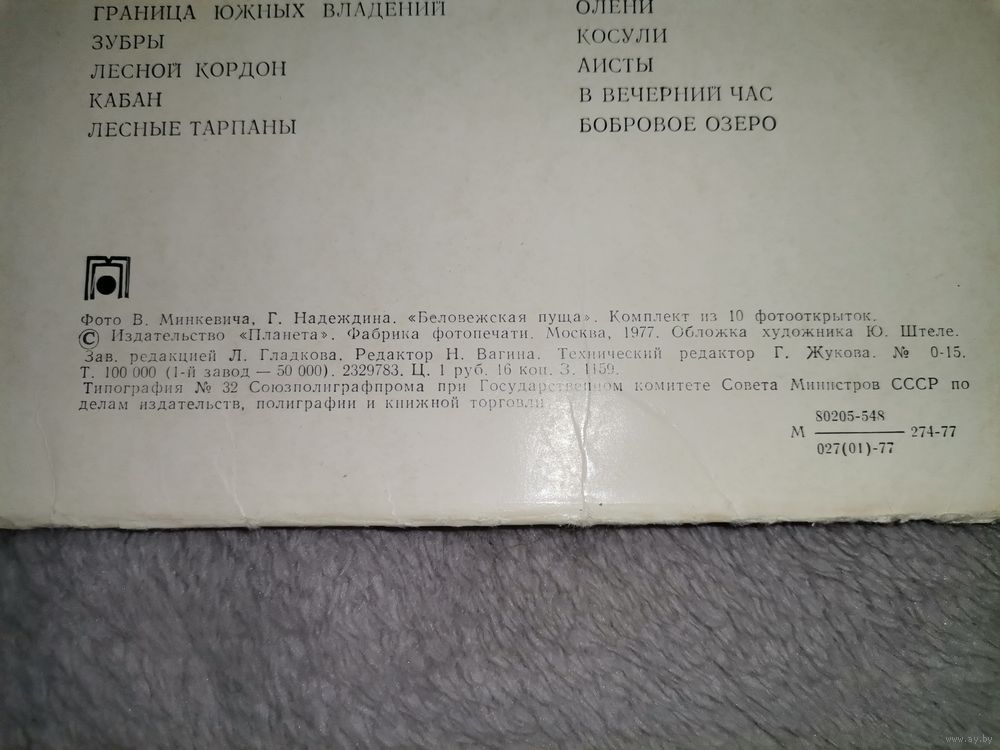 ГРАНИЦА ЮЖНЫХ ВЛАДЕНИЙ
ЗУБРЫ
ЛЕСНОЙ КОРДОН
КАБАН
ЛЕСНЫЕ ТАРПАНЫ
ОЛЕНИ
КОСУЛИ
АИСТЫ
В ВЕЧЕРНИЙ ЧАС
БОБРОВОЕ ОЗЕРО
Фото В. Минкевича, Г. Надеждина. «Беловежская пуща». Комплект из 10 фотооткрыток.
© Издательство «Планета». Фабрика фотопечати. Москва, 1977. Обложка художника Ю. Штеле.
Зав. редакцией Л. Гладкова. Редактор Н. Вагина. Технический редактор Г. Жукова. № 0-15.
Т. 100 000 (1-й завод — 50 000). 2329783. Ц. 1 руб. 16 коп. З. 1159.
Типография № 32 Союзполиграфпрома при Государственном комитете Совета Министров СССР по
делам издательств, полиграфии и книжной торговли
80205-548
М 274-77
027(01)-77
www.ay.by